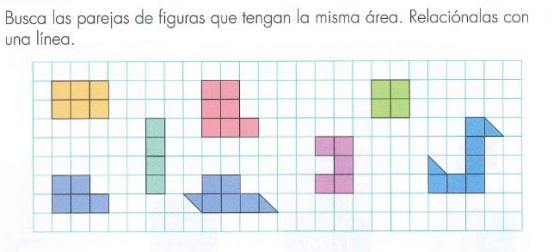 Busca las parejas de figuras que tengan la misma área. Relaciónalas con
una línea.